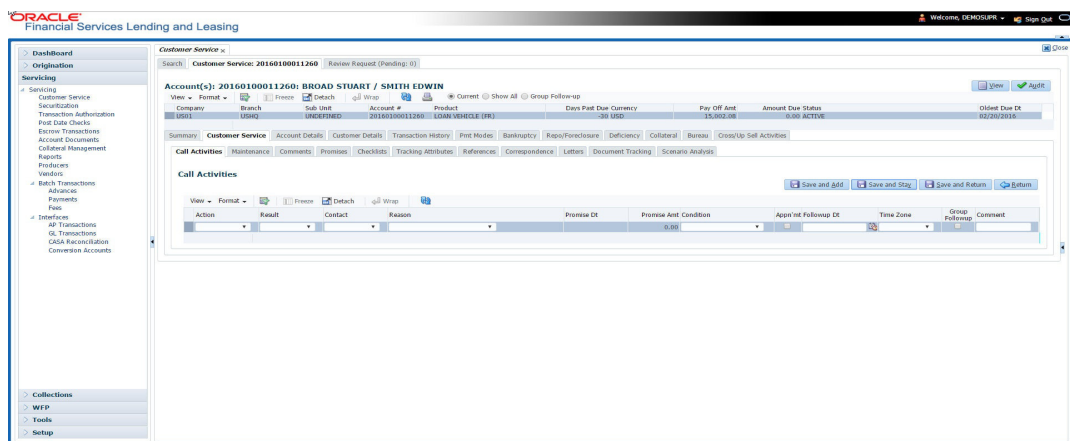 ORACLE
Financial Services Lending and Leasing
Welcome, DEMOSUPR
Sign Out
Close
DashBoard
Origination
Servicing
Servicing
Customer Service
Securitization
Transaction Authorization
Post Date Checks
Escrow Transactions
Account Documents
Collateral Management
Reports
Producers
Vendors
Batch Transactions
Advances
Payments
Fees
Interfaces
AP Transactions
GL Transactions
CASA Reconciliation
Conversion Accounts
Collections
WFP
Tools
Setup
Customer Service x
Search Customer Service: 20160100011260 Review Request (Pending: 0)
Account(s): 20160100011260: BROAD STUART / SMITH EDWIN
View Audit
View Format Freeze Detach Wrap Current Show All Group Follow-up
Company Branch Sub Unit Account # Product Days Past Due Currency Pay Off Amt Amount Due Status Oldest Due Dt
US01 USHQ UNDEFINED 20160100011260 LOAN VEHICLE (FR) -30 USD 15,002.08 0.00 ACTIVE 02/20/2016
Summary Customer Service Account Details Customer Details Transaction History Pmt Modes Bankruptcy Repo/Foreclosure Deficiency Collateral Bureau Cross/Up Sell Activities
Call Activities Maintenance Comments Promises Checklists Tracking Attributes References Correspondence Letters Document Tracking Scenario Analysis
Call Activities
Save and Add Save and Stay Save and Return Return
View Format Freeze Detach Wrap
Action Result Contact Reason Promise Dt Promise Amt Condition Appn'mt Followup Dt Time Zone Group Followup Comment
0.00